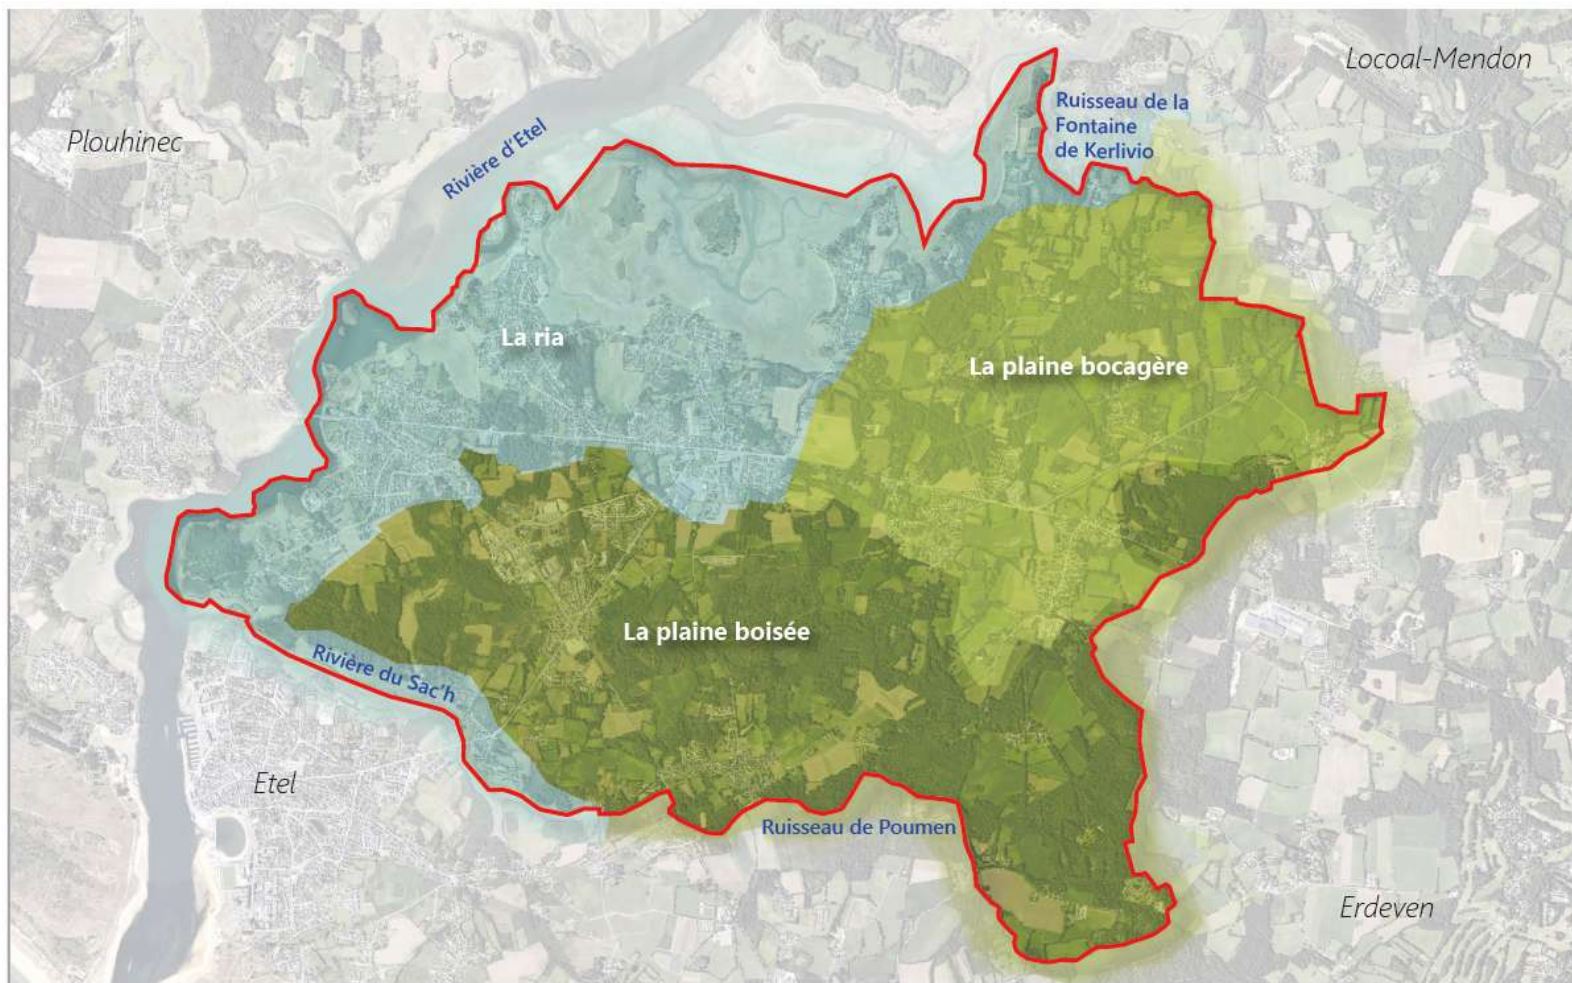 Locoal-Mendon
Plouhinec
Rivière d'Etel
Ruisseau de la
Fontaine
de Kerlivio
La ria
La plaine bocagère
La plaine boisée
Rivière du Sac'h
Etel
Ruisseau de Poumen
Erdeven